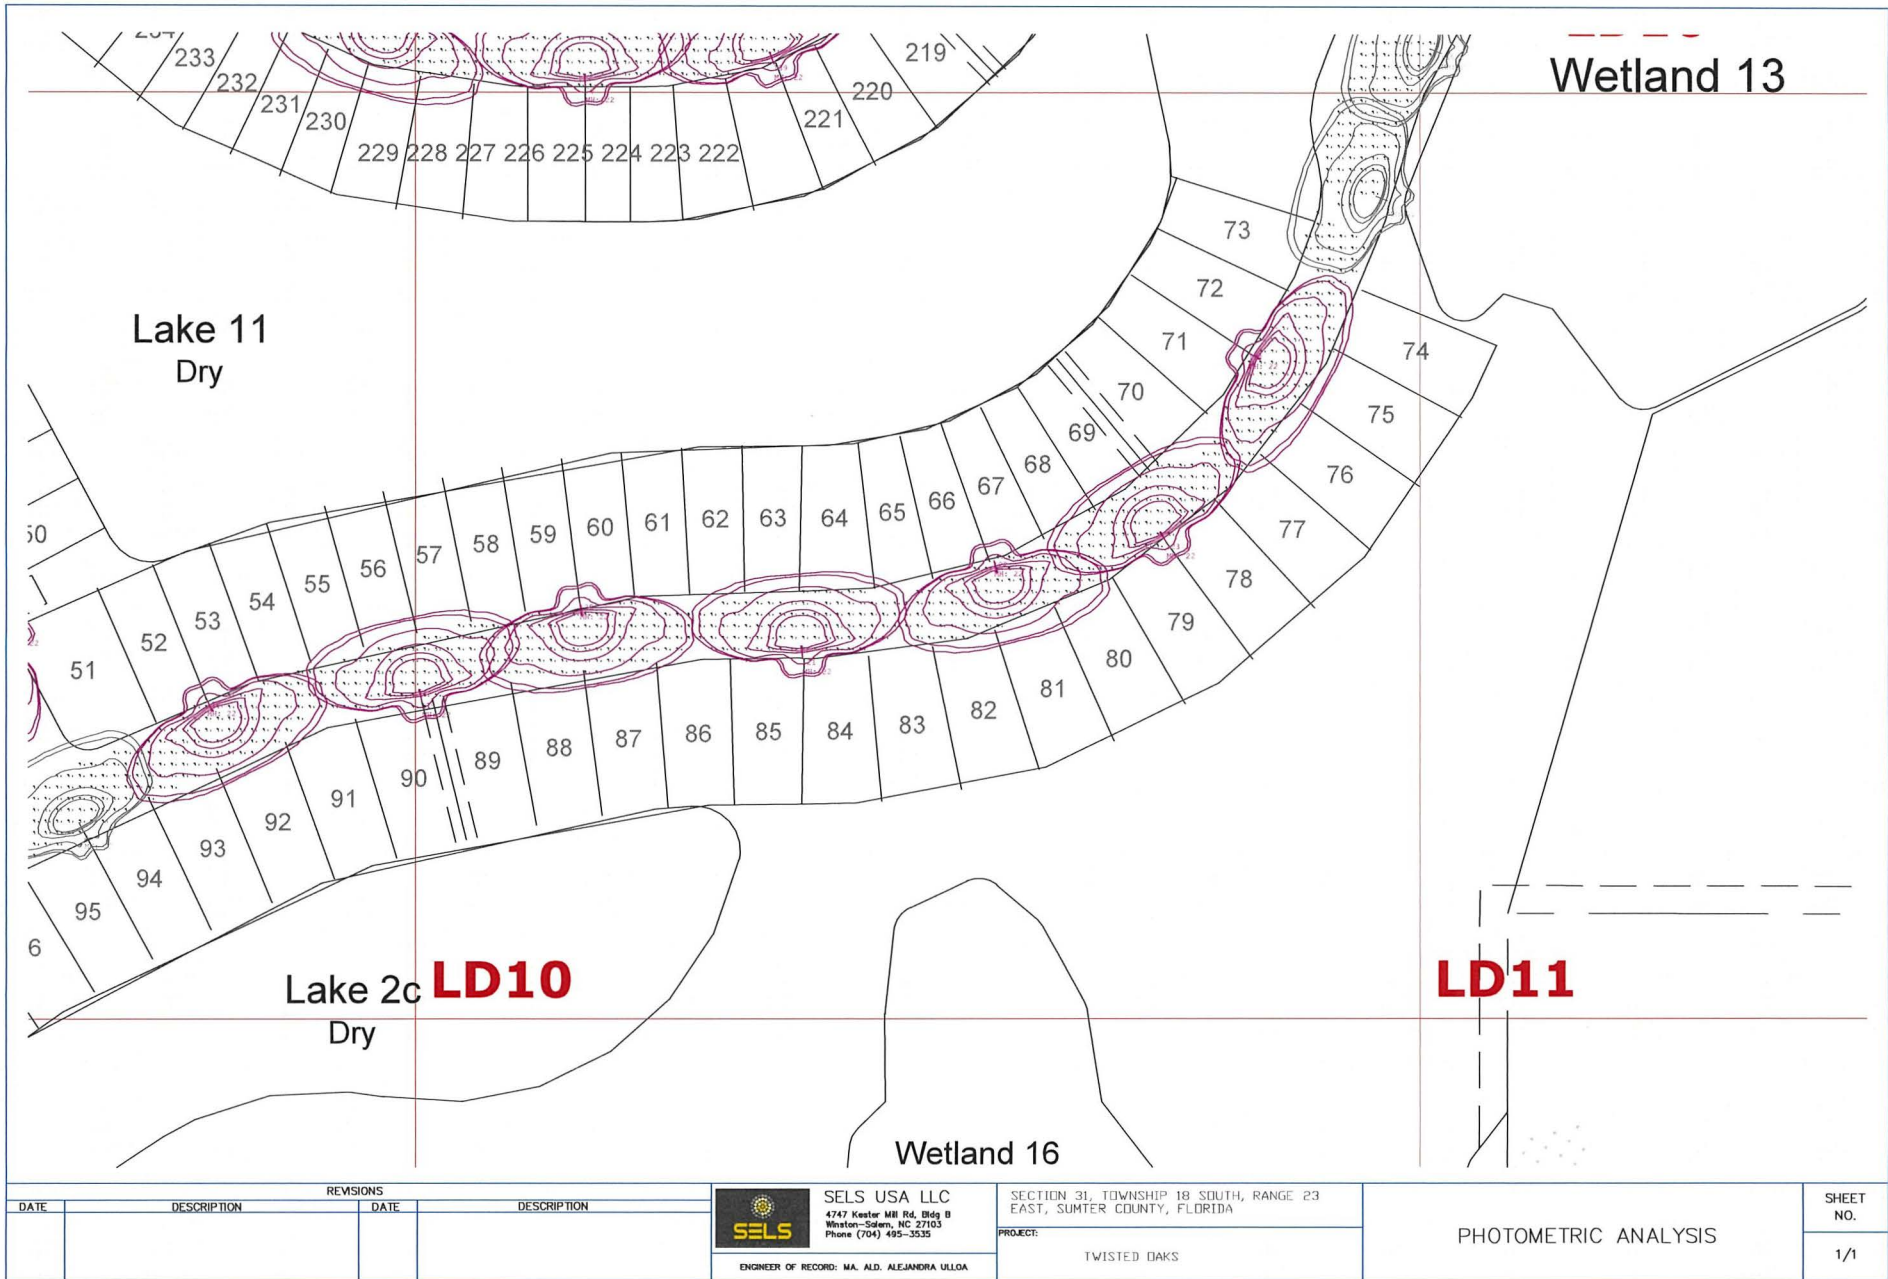 233
232
231
230
229
228
227
226
225
224
223
222
221
220
219
Wetland 13
Lake 11
Dry
73
72
71
70
69
68
67
66
65
64
63
62
61
60
59
58
57
56
55
54
53
52
51
50
74
75
76
77
78
79
80
81
82
83
84
85
86
87
88
89
90
91
92
93
94
95
6
LD10
Lake 2c
Dry
LD11
Wetland 16
REVISIONS
DATE
DESCRIPTION
DATE
DESCRIPTION
SELS
SELS USA LLC
4747 Kester Mill Rd, Bldg B
Winston-Salem, NC 27103
Phone (704) 495-3535
ENGINEER OF RECORD: MA. ALD. ALEJANDRA ULLOA
SECTION 31, TOWNSHIP 18 SOUTH, RANGE 23
EAST, SUMTER COUNTY, FLORIDA
PROJECT:
TWISTED OAKS
PHOTOMETRIC ANALYSIS
SHEET
NO.
1/1